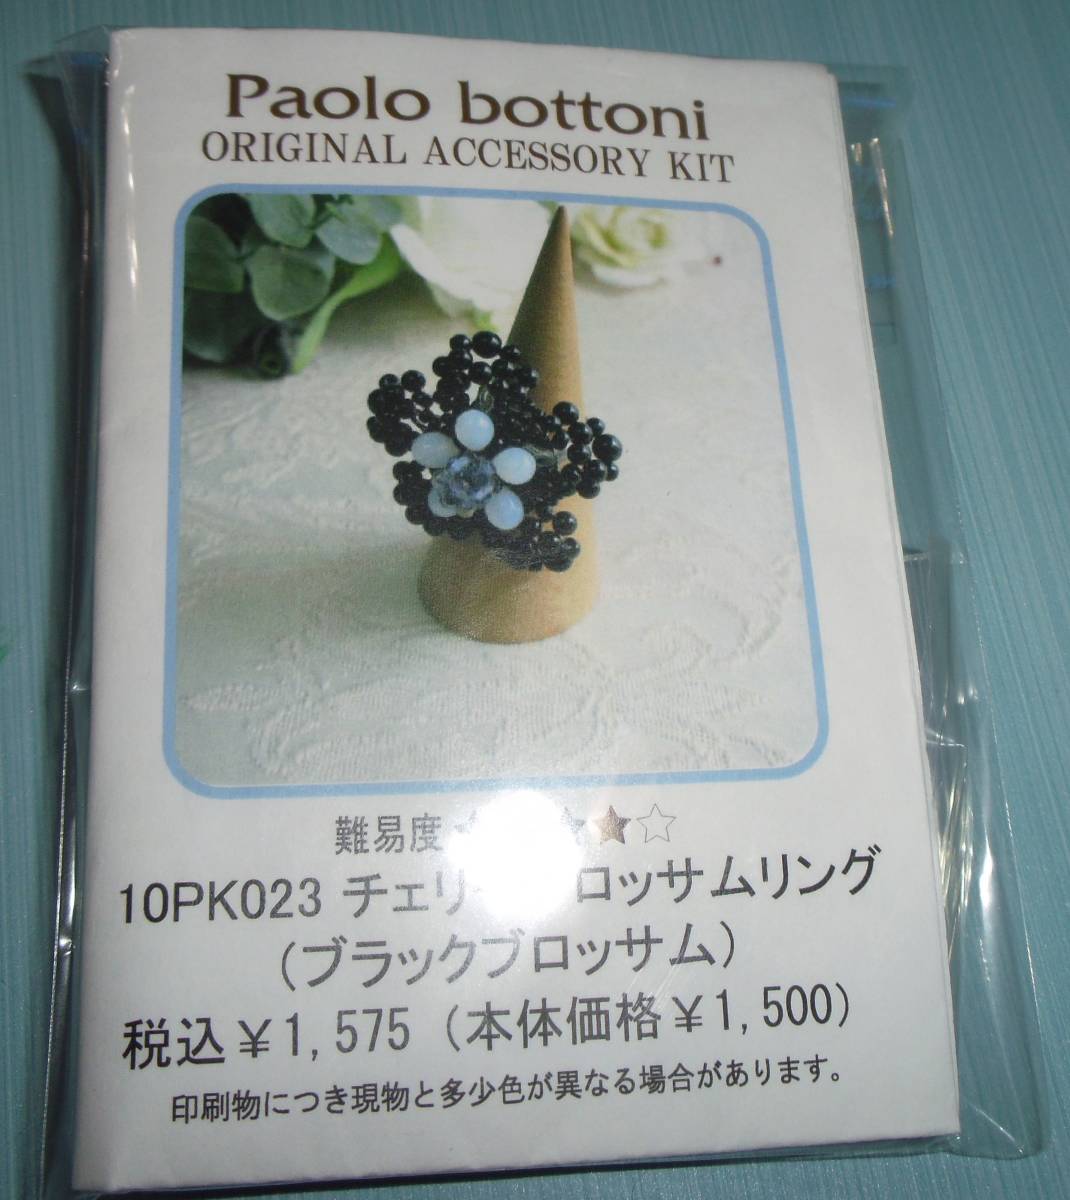 Paolo bottoni
ORIGINAL ACCESSORY KIT
難易度 ★☆
10PK023 チェリ ロッサムリング
(ブラックブロッサム)
税込¥1,575 (本体価格¥1,500)
印刷物につき現物と多少色が異なる場合があります。